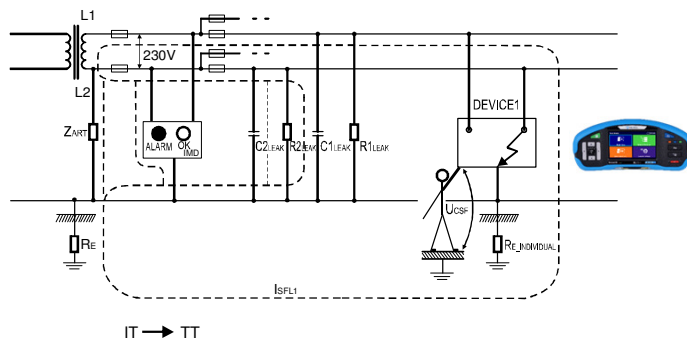 L1
230V
L2
DEVICE1
ZART
ALARM
OK
IMD
C2LEAK
R2LEAK
C1LEAK
R1LEAK
UCSF
RE
RE_INDIVIDUAL
ISFL1
IT TT